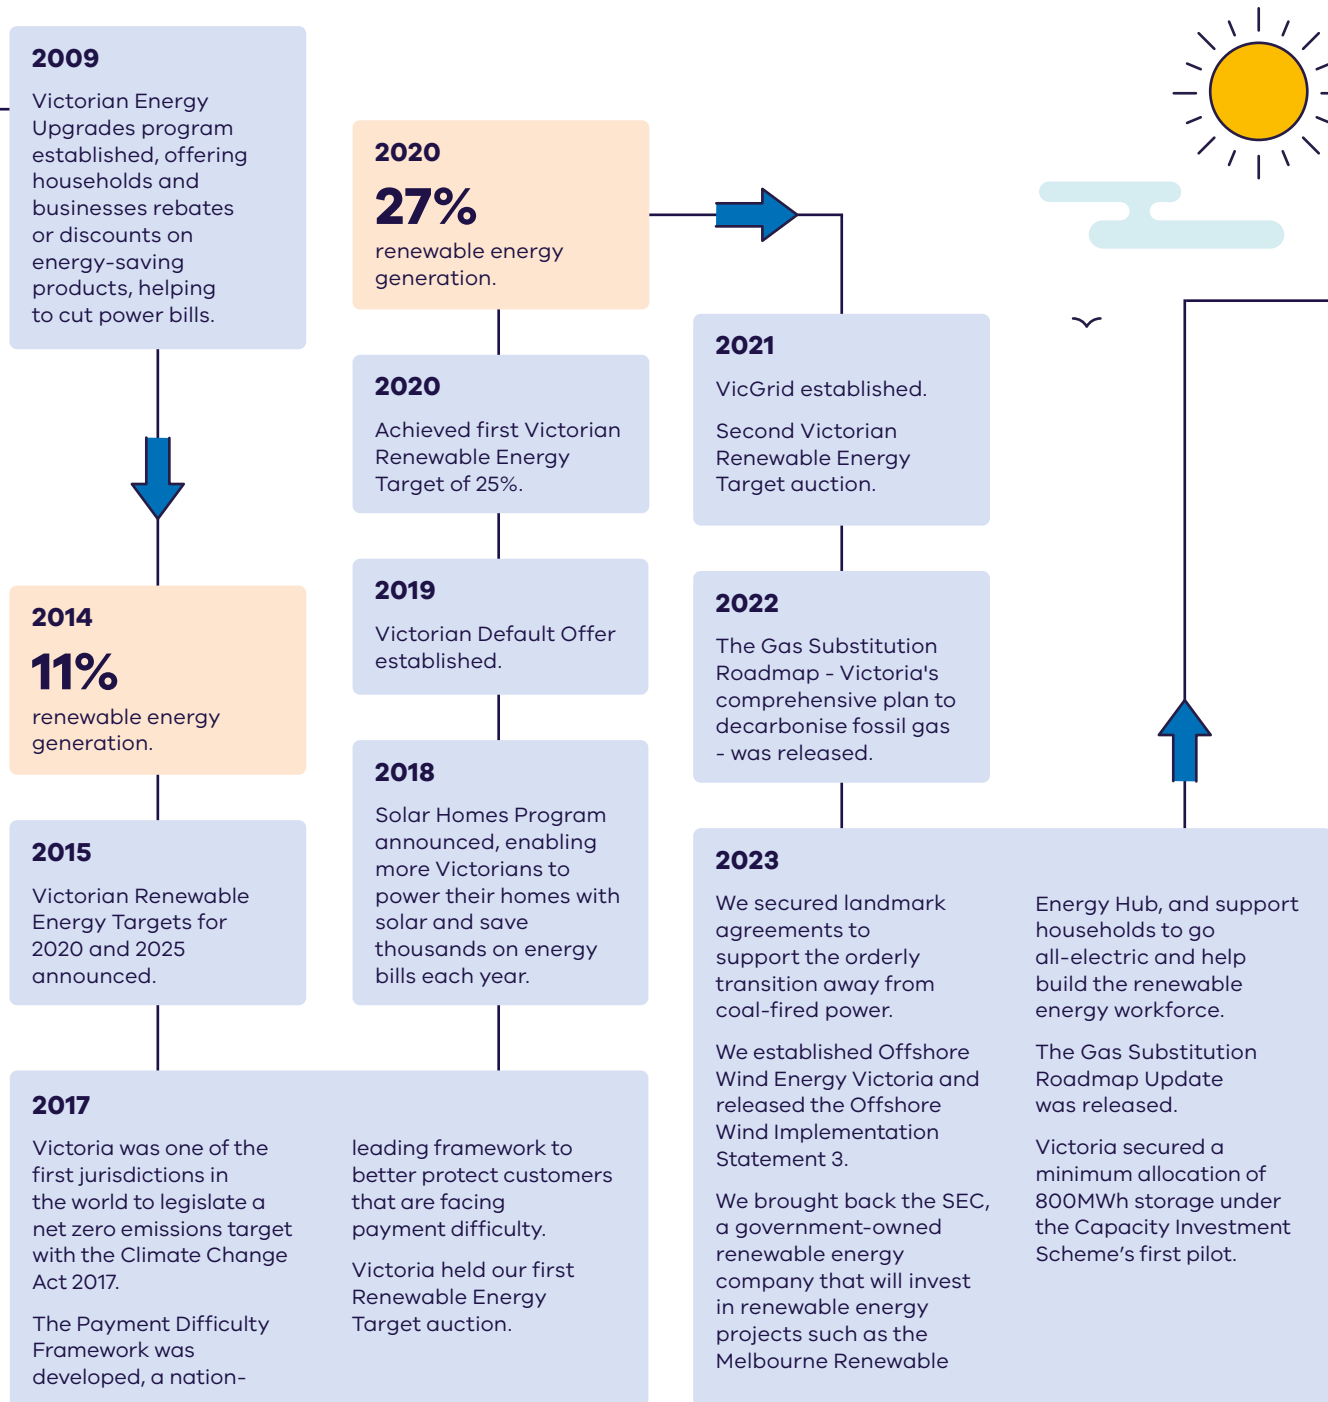 2009
Victorian Energy
Upgrades program
established, offering
households and
businesses rebates
or discounts on
energy-saving
products, helping
to cut power bills.
2014
11%
renewable energy
generation.
2015
Victorian Renewable
Energy Targets for
2020 and 2025
announced.
2017
Victoria was one of the
first jurisdictions in
the world to legislate a
net zero emissions target
with the Climate Change
Act 2017.
The Payment Difficulty
Framework was
developed, a nation-
leading framework to
better protect customers
that are facing
payment difficulty.
Victoria held our first
Renewable Energy
Target auction.
2018
Solar Homes Program
announced, enabling
more Victorians to
power their homes with
solar and save
thousands on energy
bills each year.
2019
Victorian Default Offer
established.
2020
Achieved first Victorian
Renewable Energy
Target of 25%.
2020
27%
renewable energy
generation.
2021
VicGrid established.
Second Victorian
Renewable Energy
Target auction.
2022
The Gas Substitution
Roadmap - Victoria's
comprehensive plan to
decarbonise fossil gas
- was released.
2023
We secured landmark
agreements to
support the orderly
transition away from
coal-fired power.
We established Offshore
Wind Energy Victoria and
released the Offshore
Wind Implementation
Statement 3.
We brought back the SEC,
a government-owned
renewable energy
company that will invest
in renewable energy
projects such as the
Melbourne Renewable
Energy Hub, and support
households to go
all-electric and help
build the renewable
energy workforce.
The Gas Substitution
Roadmap Update
was released.
Victoria secured a
minimum allocation of
800MWh storage under
the Capacity Investment
Scheme’s first pilot.